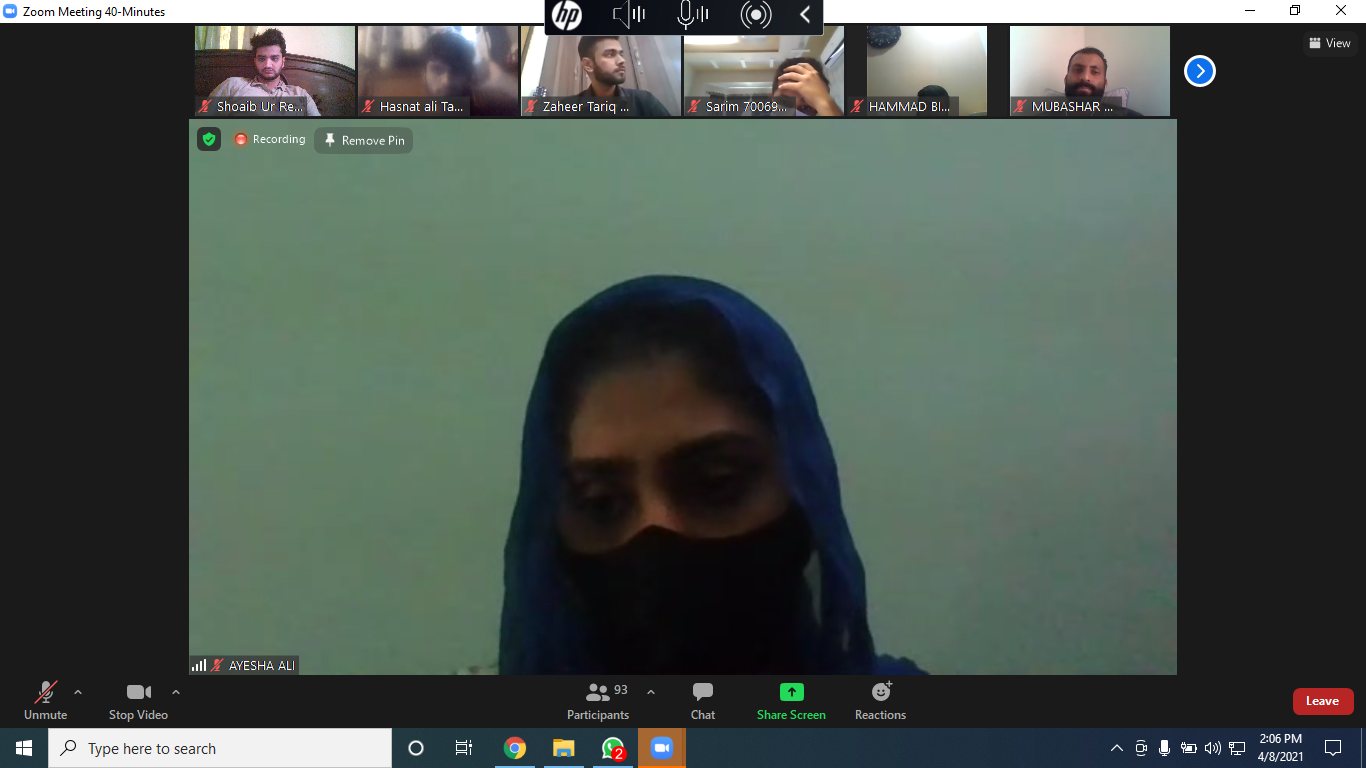 Zoom Meeting 40-Minutes
hp
View
Shoaib Ur Re...
Hasnat ali Ta...
Zaheer Tariq ...
Sarim 70069...
HAMMAD BI...
MUBASHAR ...
Recording
Remove Pin
AYESHA ALI
Unmute
Stop Video
93
Participants
Chat
Share Screen
Reactions
Leave
Type here to search
2
2:06 PM
4/8/2021